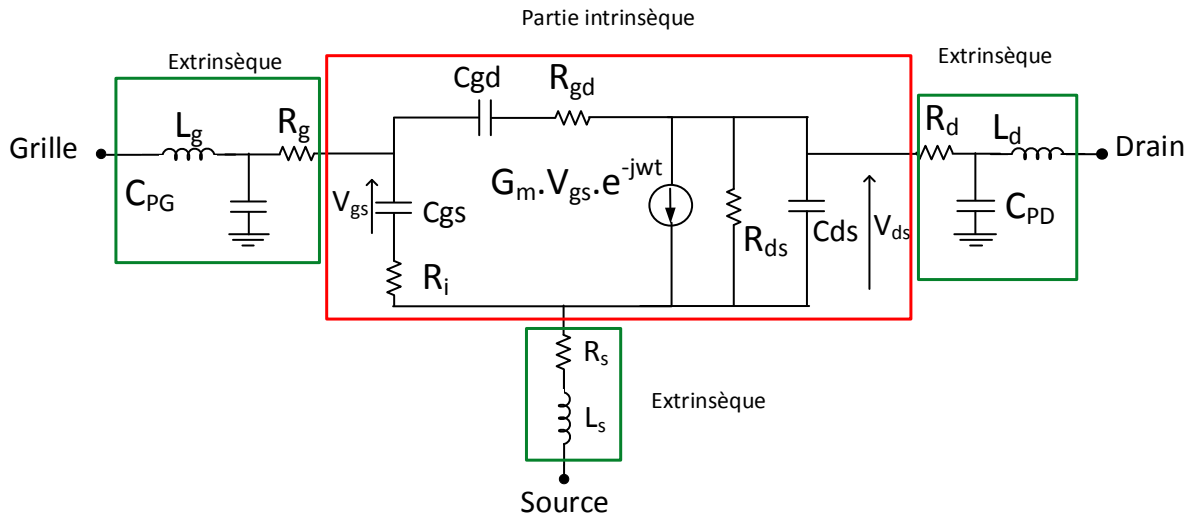 Partie intrinsèque
Extrinsèque
Extrinsèque
Cgd
Rgd
Lg
Rg
Rd
Ld
Grille
Drain
Gm.Vgs.e-jwt
CPG
Vgs
Cgs
Rds
Cds
Vds
CPD
Ri
Rs
Extrinsèque
Ls
Source